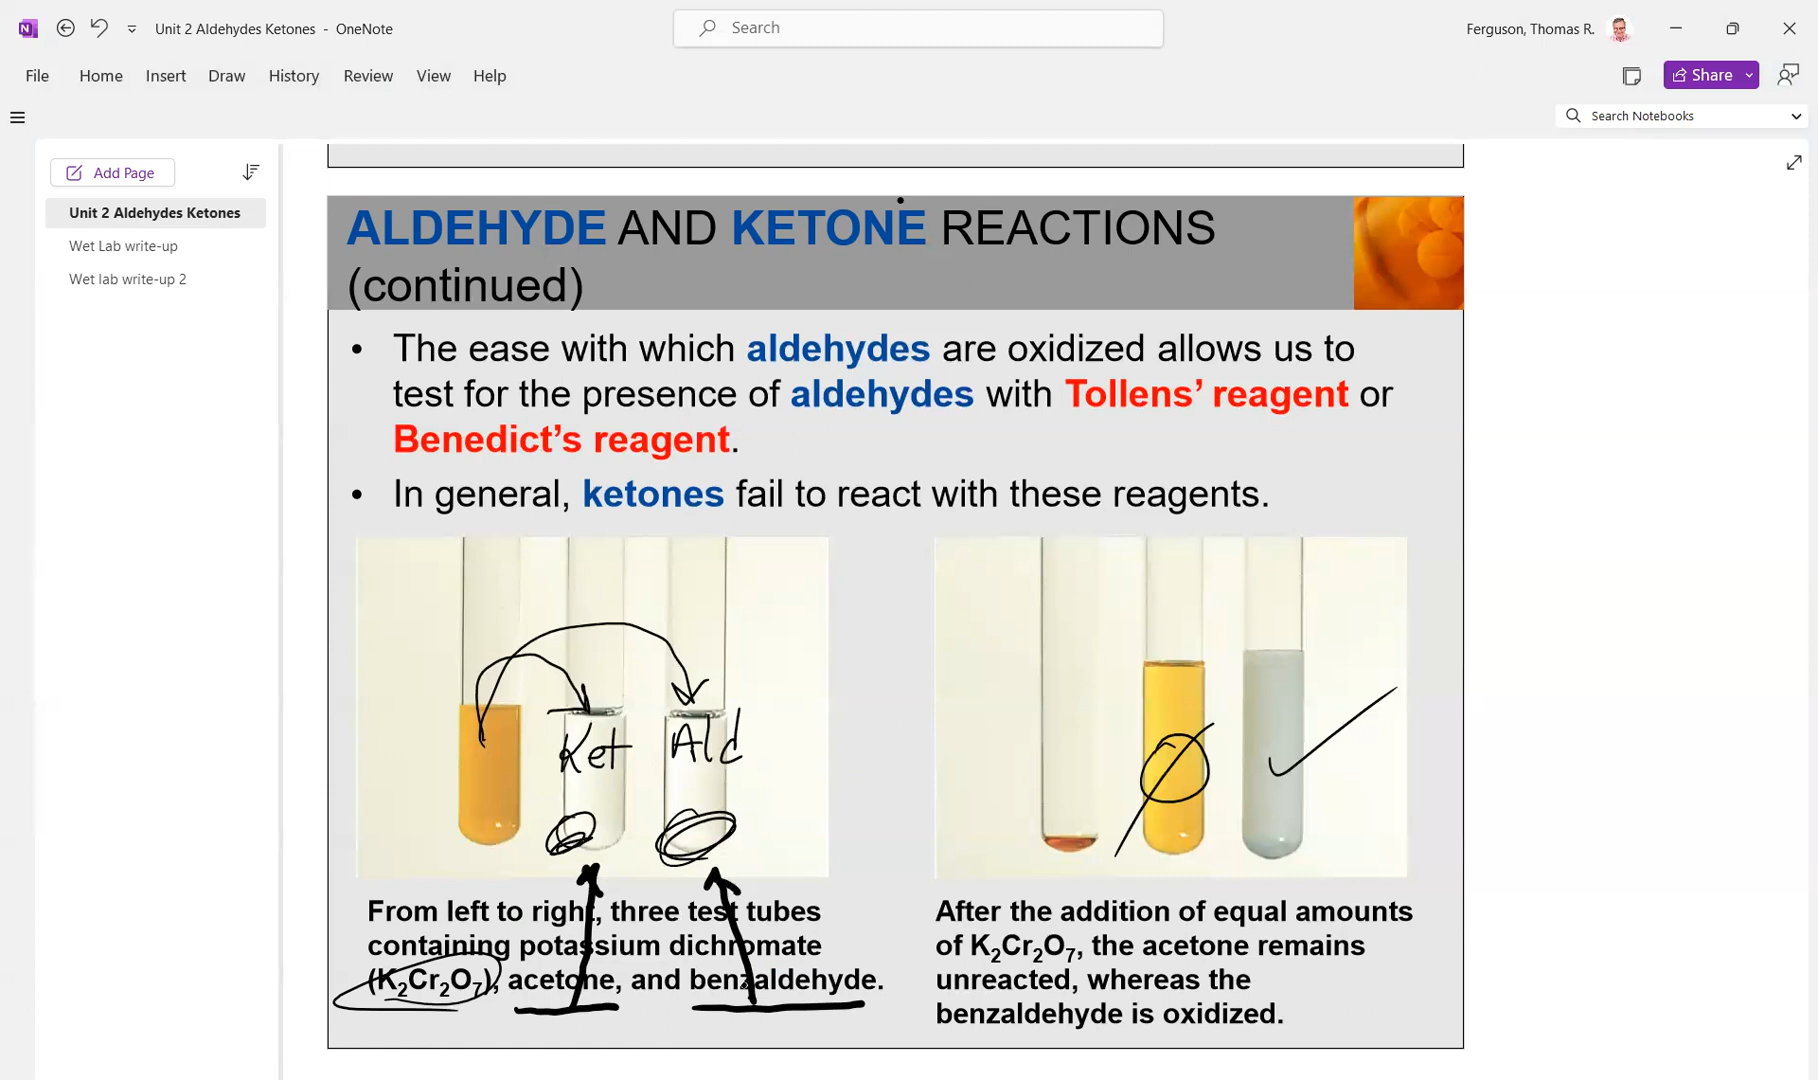 Unit 2 Aldehydes Ketones - OneNote
Search
Ferguson, Thomas R.
File Home Insert Draw History Review View Help
Share
Search Notebooks
Add Page
Unit 2 Aldehydes Ketones
Wet Lab write-up
Wet lab write-up 2
ALDEHYDE AND KETONE REACTIONS
(continued)
• The ease with which aldehydes are oxidized allows us to
test for the presence of aldehydes with Tollens’ reagent or
Benedict’s reagent.
• In general, ketones fail to react with these reagents.
Ket
Ald
From left to right, three test tubes
containing potassium dichromate
(K₂Cr₂O₇), acetone, and benzaldehyde.
After the addition of equal amounts
of K₂Cr₂O₇, the acetone remains
unreacted, whereas the
benzaldehyde is oxidized.